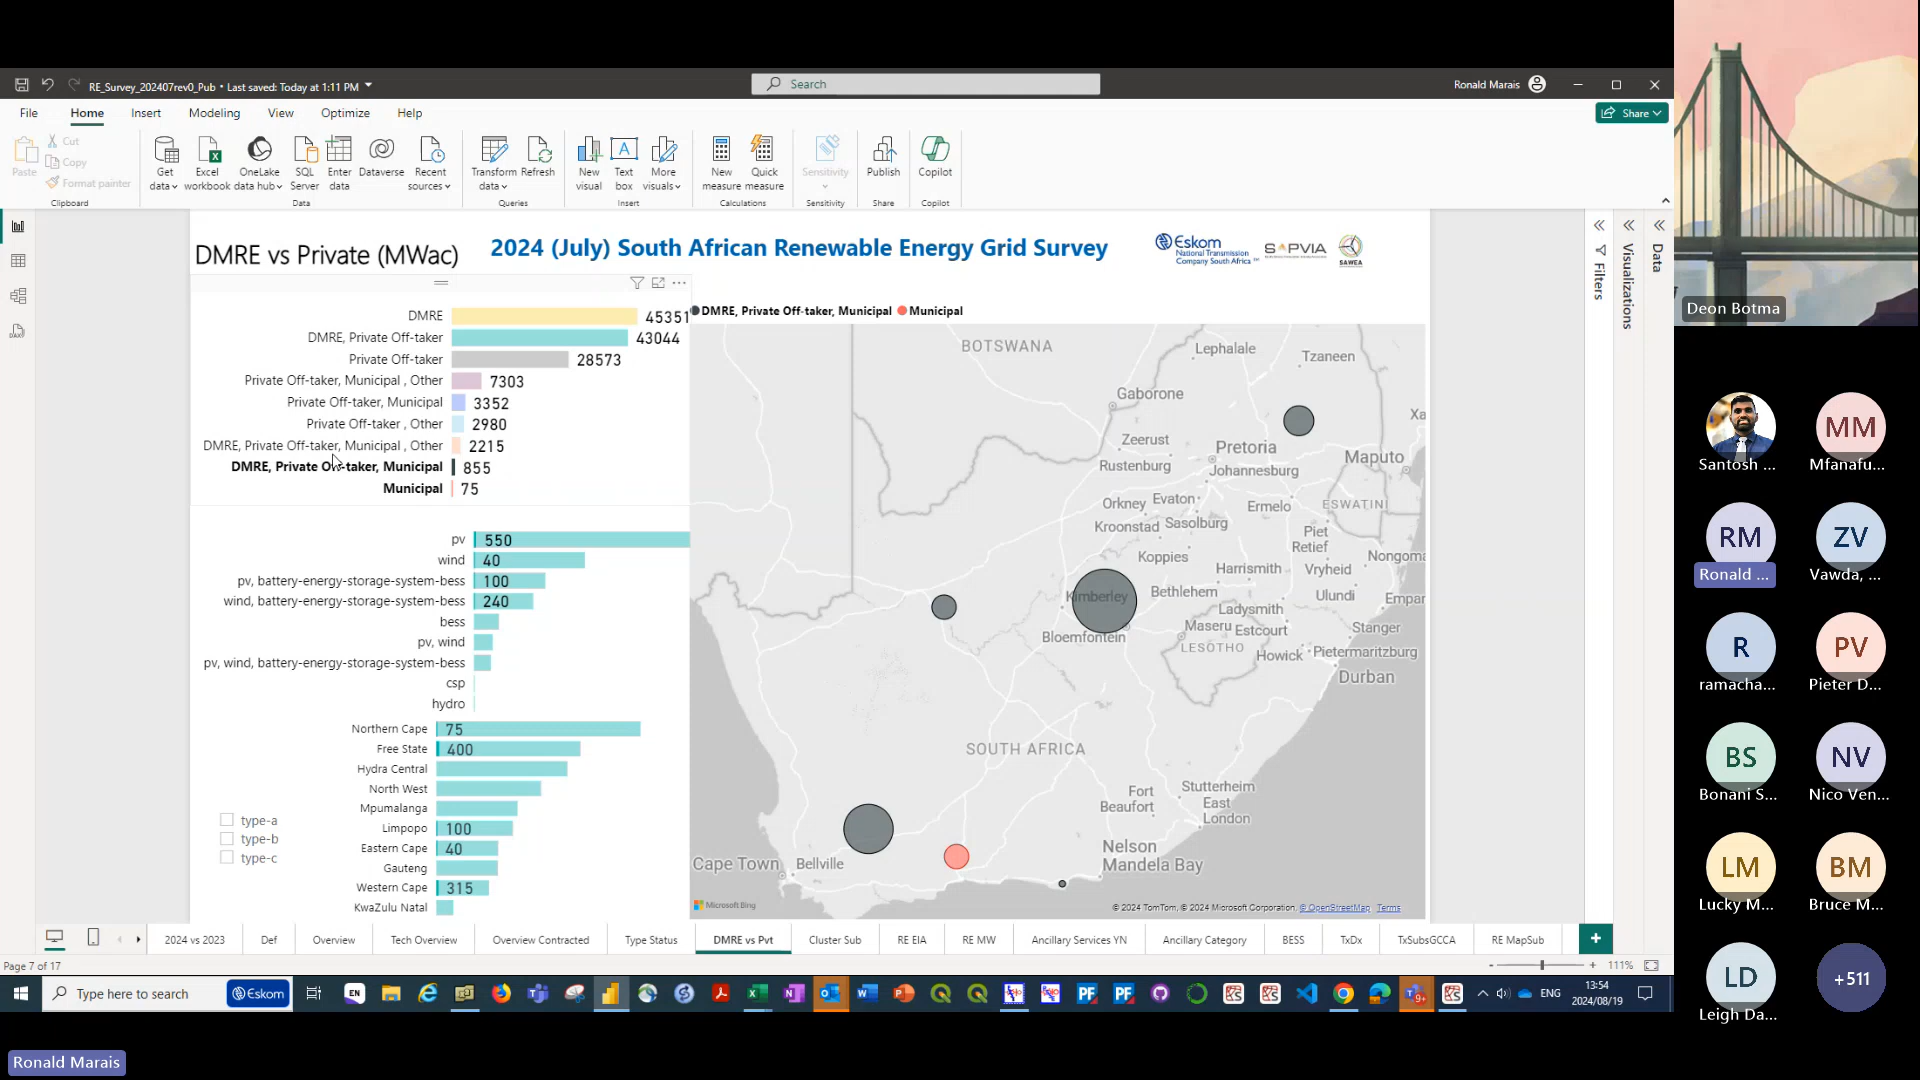 RE_Survey_202407rev0_Pub • Last saved: Today at 1:11 PM
Search
Ronald Marais
File Home Insert Modeling View Optimize Help
Share
Paste
Cut
Copy
Format painter
Clipboard
Get data
Excel workbook
OneLake data hub
SQL Server
Enter data
Dataverse
Recent sources
Data
Transform data
Refresh
Queries
New visual
Text box
More visuals
Insert
New measure
Quick measure
Calculations
Sensitivity
Sensitivity
Publish
Share
Copilot
Copilot
DMRE vs Private (MWac)
2024 (July) South African Renewable Energy Grid Survey
Eskom
National Transmission
Company South Africa
SAPVIA
SAWEA
Filters
Visualizations
Data
DMRE 45351
DMRE, Private Off-taker 43044
Private Off-taker 28573
Private Off-taker, Municipal , Other 7303
Private Off-taker, Municipal 3352
Private Off-taker , Other 2980
DMRE, Private Off-taker, Municipal , Other 2215
DMRE, Private Off-taker, Municipal 855
Municipal 75
pv 550
wind 40
pv, battery-energy-storage-system-bess 100
wind, battery-energy-storage-system-bess 240
bess
pv, wind
pv, wind, battery-energy-storage-system-bess
csp
hydro
Northern Cape 75
Free State 400
Hydra Central
North West
Mpumalanga
Limpopo 100
Eastern Cape 40
Gauteng
Western Cape 315
KwaZulu Natal
type-a
type-b
type-c
DMRE, Private Off-taker, Municipal Municipal
BOTSWANA
Lephalale
Tzaneen
Gaborone
Xa
Zeerust
Pretoria
Rustenburg
Johannesburg
Maputo
Orkney
Evaton
Ermelo
ESWATINI
Kroonstad
Sasolburg
Piet
Retief
Koppies
Nongoma
Harrismith
Vryheid
Kimberley
Bethlehem
Ulundi
Empan
Ladysmith
Bloemfontein
Maseru
Estcourt
Stanger
LESOTHO
Howick
Pietermaritzburg
Durban
SOUTH AFRICA
Fort
Beaufort
Stutterheim
East
London
Nelson
Mandela Bay
Cape Town
Bellville
Microsoft Bing
© 2024 TomTom, © 2024 Microsoft Corporation, © OpenStreetMap Terms
2024 vs 2023
Def
Overview
Tech Overview
Overview Contracted
Type Status
DMRE vs Pvt
Cluster Sub
RE EIA
RE MW
Ancillary Services YN
Ancillary Category
BESS
TxDx
TxSubsGCCA
RE MapSub
+
Page 7 of 17
- + 111%
Type here to search
Eskom
EN
PF
PF
9+
ENG
13:54
2024/08/19
Ronald Marais
Deon Botma
Santosh ...
MM
Mfanafu...
RM
Ronald ...
ZV
Vawda, ...
R
ramacha...
PV
Pieter D...
BS
Bonani S...
NV
Nico Ven...
LM
Lucky M...
BM
Bruce M...
LD
Leigh Da...
+511